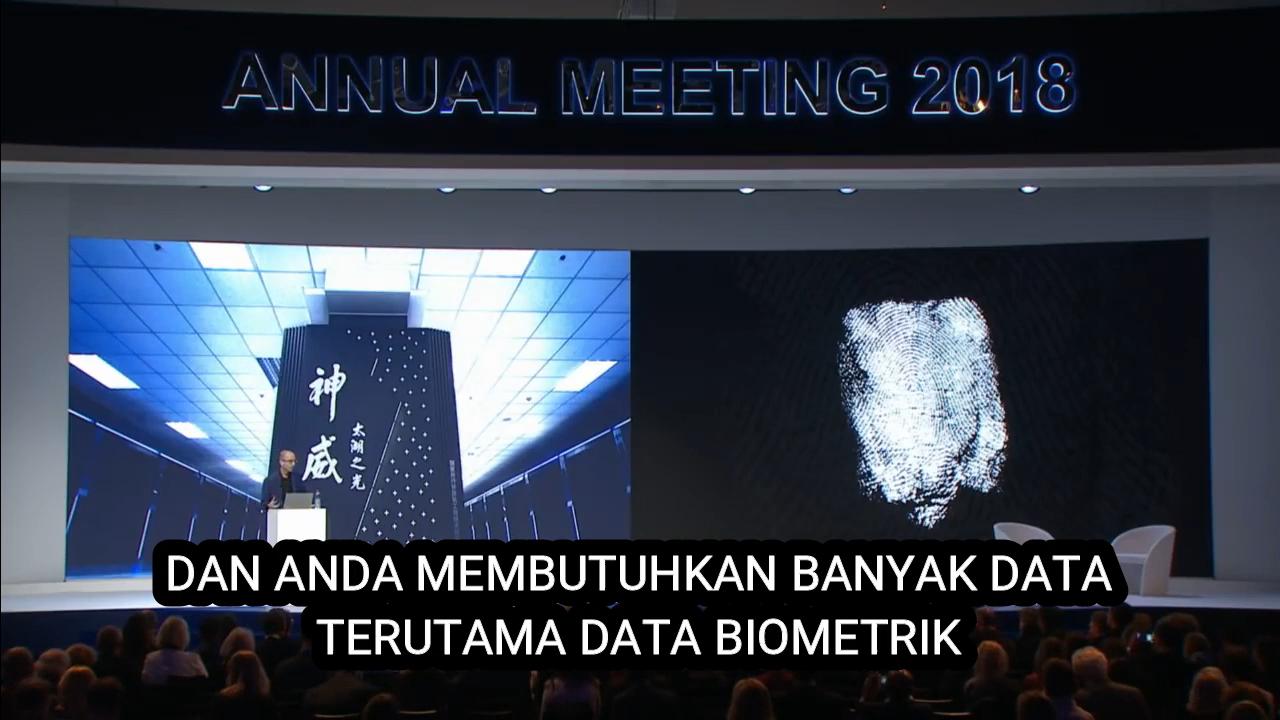 ANNUAL MEETING 2018
神威
太湖之光
DAN ANDA MEMBUTUHKAN BANYAK DATA
TERUTAMA DATA BIOMETRIK